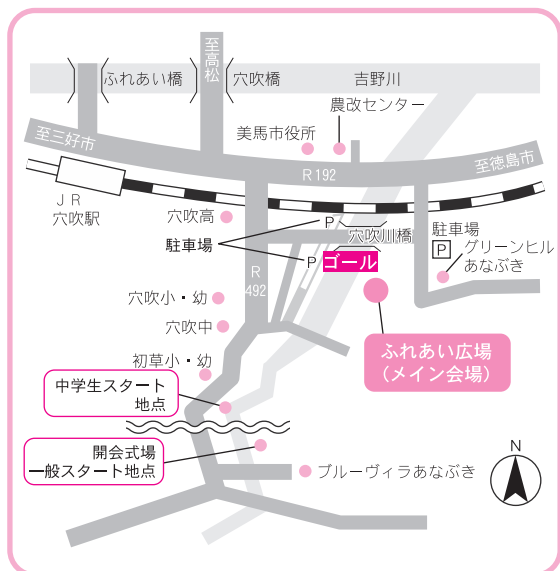 至高松
ふれあい橋
穴吹橋
吉野川
農改センター
美馬市役所
至三好市
至徳島市
R192
JR
穴吹駅
穴吹高
P
穴吹川橋
駐車場
駐車場
P
グリーンヒル
あなぶき
P
ゴール
R
492
穴吹小・幼
穴吹中
ふれあい広場
(メイン会場)
初草小・幼
中学生スタート
地点
開会式場
一般スタート地点
ブルーヴィラあなぶき
N